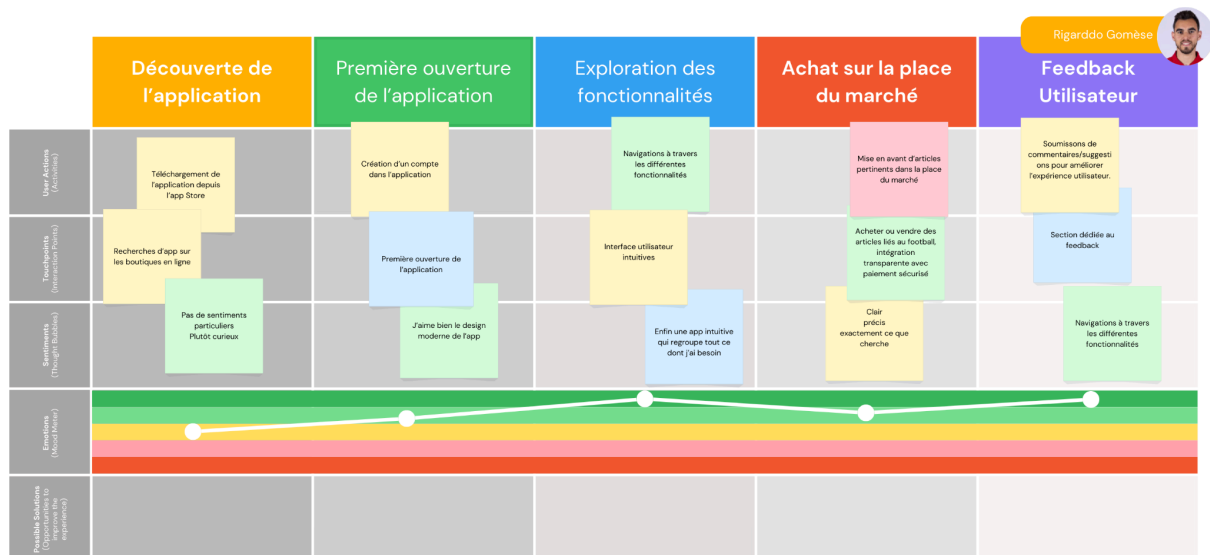 Rigarddo Gomèse
Découverte de
l'application
Première ouverture
de l'application
Exploration des
fonctionnalités
Achat sur la place
du marché
Feedback
Utilisateur
User Actions
(Activities)
Téléchargement de
l'application depuis
l'app Store
Création d'un compte
dans l'application
Navigations à travers
les différentes
fonctionnalités
Mise en avant d'articles
pertinents dans la place
du marché
Soumissons de
commentaires/suggesti
ons pour améliorer
l'expérience utilisateur.
Touchpoints
(Interaction Points)
Recherches d'app sur
les boutiques en ligne
Première ouverture de
l'application
Interface utilisateur
intuitives
Acheter ou vendre des
articles liés au football,
intégration
transparente avec
paiement sécurisé
Section dédiée au
feedback
Sentiments
(Thought Bubbles)
Pas de sentiments
particuliers
Plutôt curieux
J'aime bien le design
moderne de l'app
Enfin une app intuitive
qui regroupe tout ce
dont j'ai besoin
Clair
précis
exactement ce que
cherche
Navigations à travers
les différentes
fonctionnalités
Emotions
(Mood Meter)
Possible Solutions
(Opportunities to
improve the
experience)